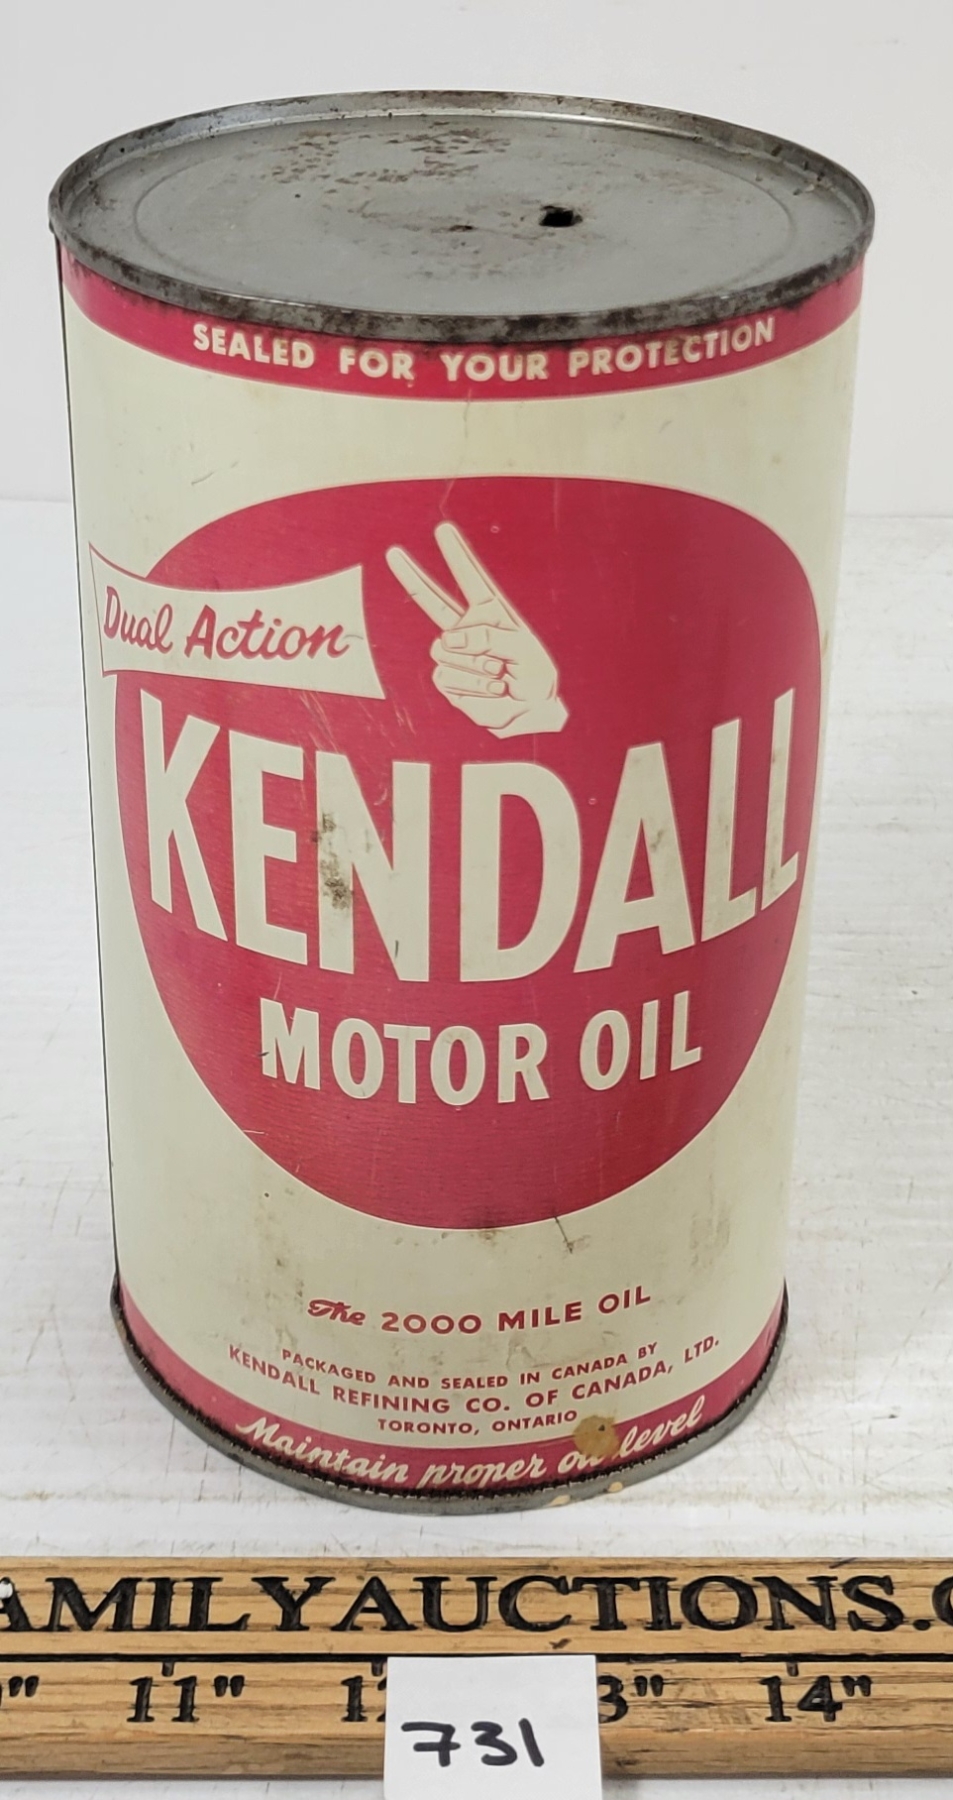 SEALED FOR YOUR PROTECTION
Dual Action
KENDALL
MOTOR OIL
The 2000 MILE OIL
PACKAGED AND SEALED IN CANADA BY
KENDALL REFINING CO. OF CANADA, LTD.
TORONTO, ONTARIO
Maintain proper oil level
AMILYAUCTIONS.
11" 14"
731